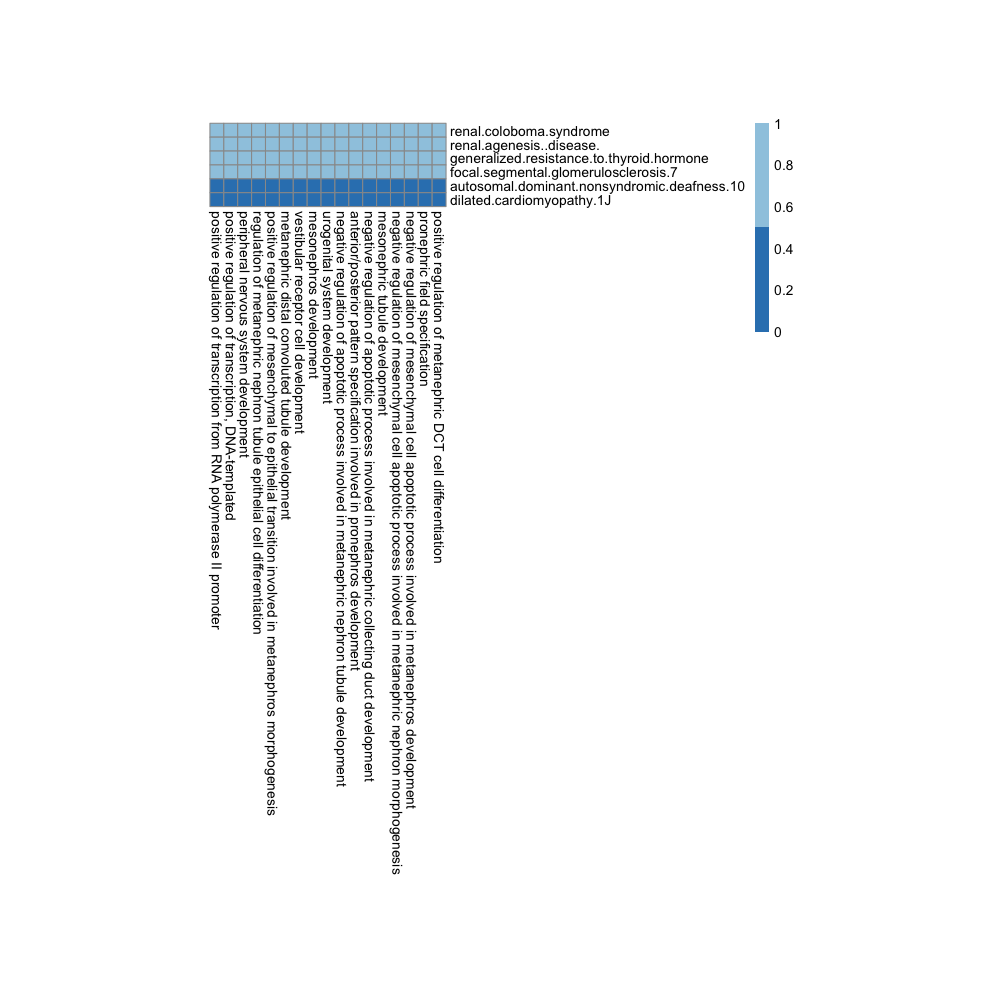 renal.coloboma.syndrome
renal.agenesis..disease.
generalized.resistance.to.thyroid.hormone
focal.segmental.glomerulosclerosis.7
autosomal.dominant.nonsyndromic.deafness.10
dilated.cardiomyopathy.1J
1
0.8
0.6
0.4
0.2
0
positive regulation of transcription from RNA polymerase II promoter
positive regulation of transcription, DNA-templated
peripheral nervous system development
regulation of metanephric nephron tubule epithelial cell differentiation
positive regulation of mesenchymal to epithelial transition involved in metanephros morphogenesis
metanephric distal convoluted tubule development
vestibular receptor cell development
mesonephros development
urogenital system development
negative regulation of apoptotic process involved in metanephric nephron tubule development
anterior/posterior pattern specification involved in pronephros development
negative regulation of apoptotic process involved in metanephric collecting duct development
mesonephric tubule development
negative regulation of mesenchymal cell apoptotic process involved in metanephric nephron morphogenesis
negative regulation of mesenchymal cell apoptotic process involved in metanephros development
pronephric field specification
positive regulation of metanephric DCT cell differentiation